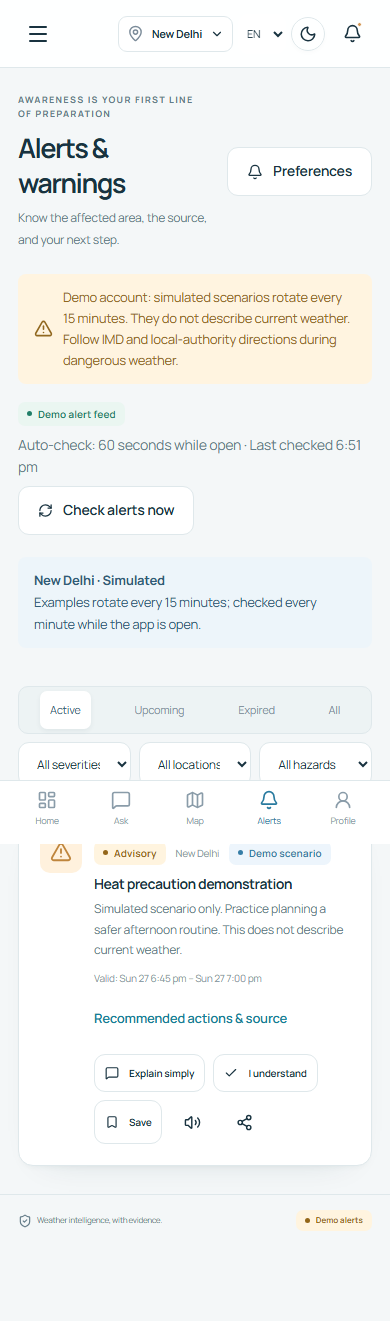 New Delhi
EN
AWARENESS IS YOUR FIRST LINE
OF PREPARATION
Alerts &
warnings
Preferences
Know the affected area, the source,
and your next step.
Demo account: simulated scenarios rotate every
15 minutes. They do not describe current weather.
Follow IMD and local-authority directions during
dangerous weather.
Demo alert feed
Auto-check: 60 seconds while open · Last checked 6:51
pm
Check alerts now
New Delhi · Simulated
Examples rotate every 15 minutes; checked every
minute while the app is open.
Active Upcoming Expired All
All severities All locations All hazards
Home Ask Map Alerts Profile
Advisory New Delhi Demo scenario
Heat precaution demonstration
Simulated scenario only. Practice planning a
safer afternoon routine. This does not describe
current weather.
Valid: Sun 27 6:45 pm – Sun 27 7:00 pm
Recommended actions & source
Explain simply I understand
Save
Weather intelligence, with evidence. Demo alerts